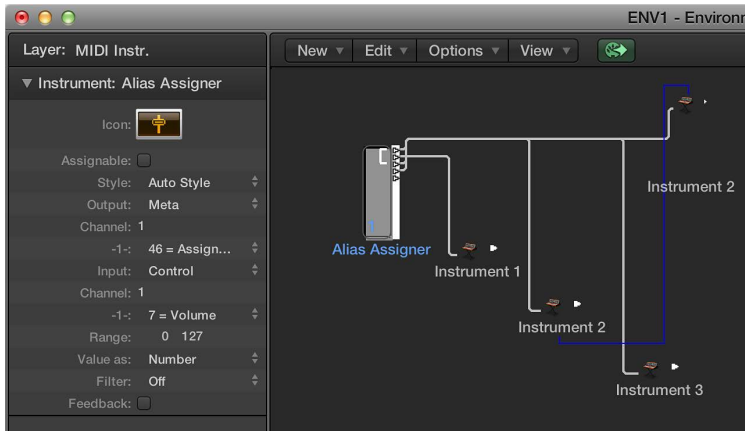 ENV1 - Environ
Layer: MIDI Instr.
New Edit Options View
Instrument: Alias Assigner
Icon:
Assignable:
Style: Auto Style
Output: Meta
Channel: 1
-1-: 46 = Assign...
Input: Control
Channel: 1
-1-: 7 = Volume
Range: 0 127
Value as: Number
Filter: Off
Feedback:
1
Alias Assigner
Instrument 1
Instrument 2
Instrument 2
Instrument 3